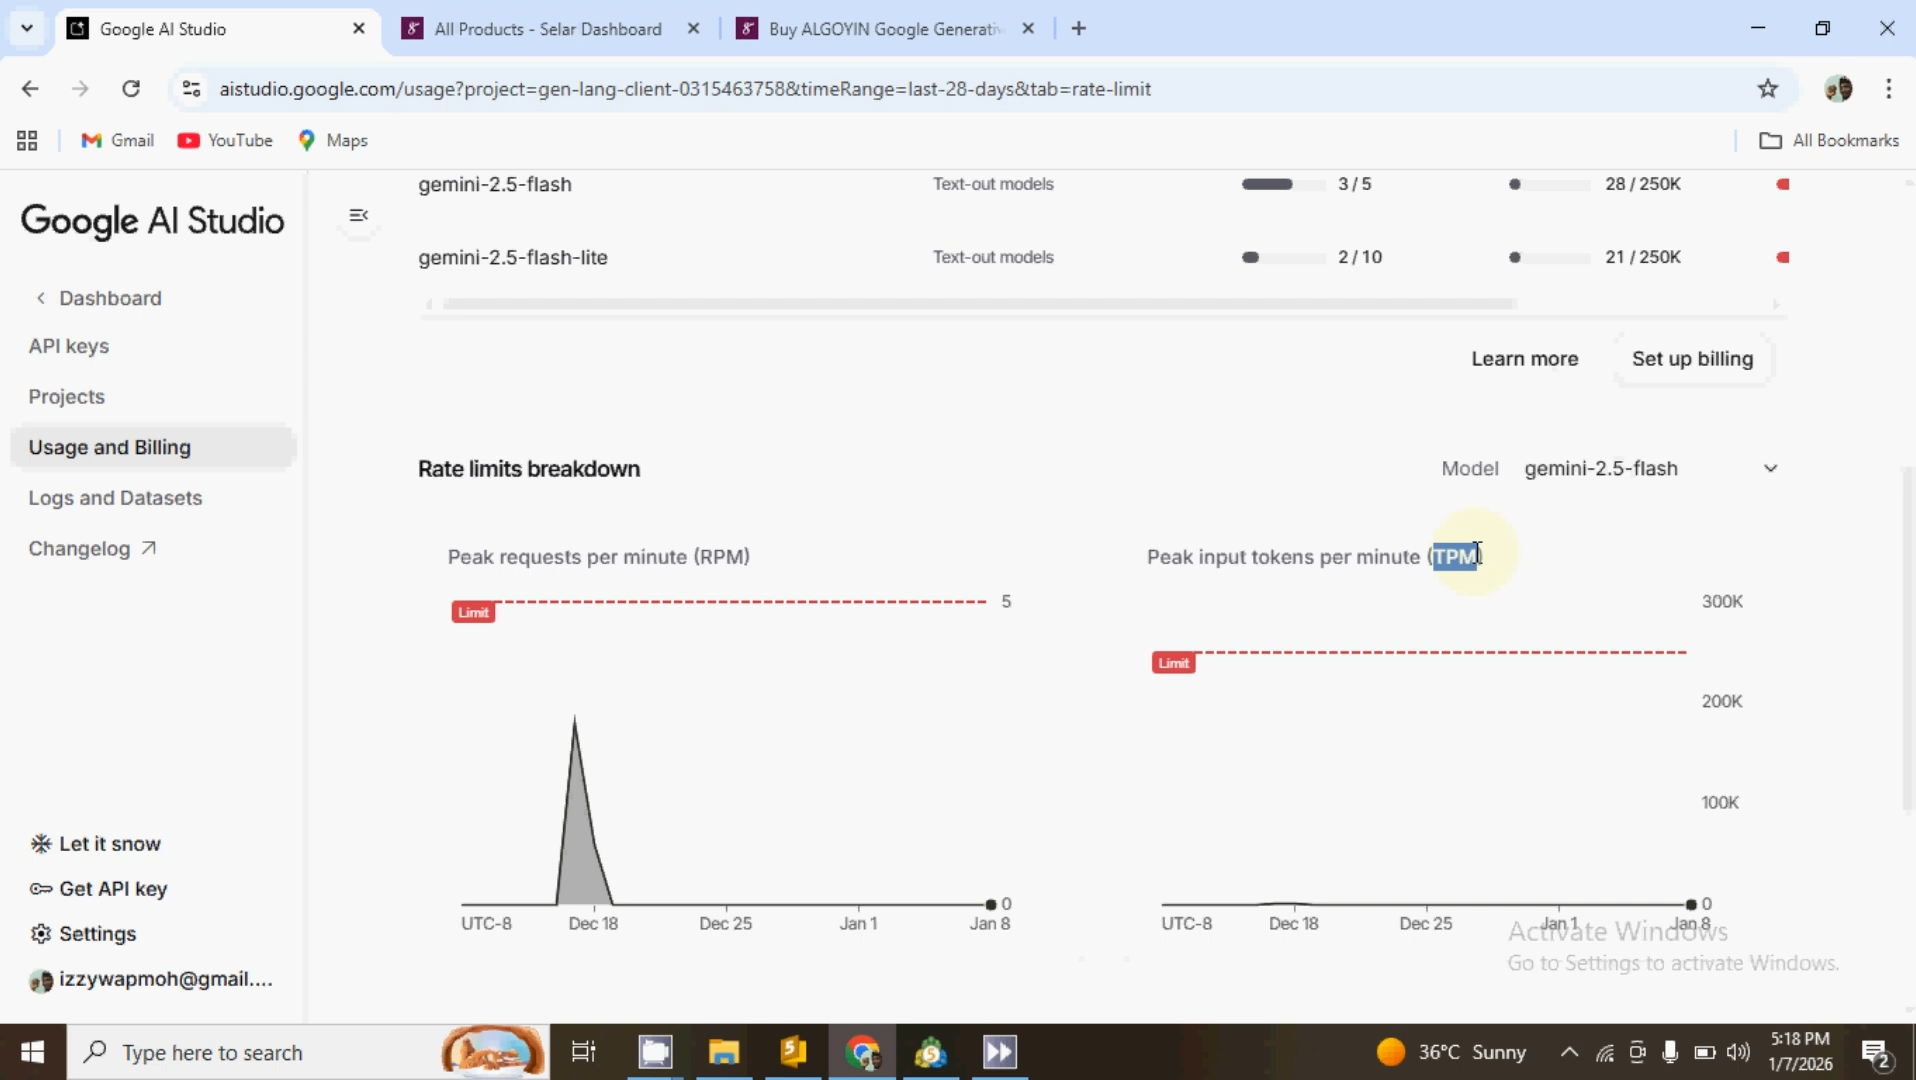 Google AI Studio
All Products - Selar Dashboard
Buy ALGOYIN Google Generativ
aistudio.google.com/usage?project=gen-lang-client-0315463758&timeRange=last-28-days&tab=rate-limit
Gmail
YouTube
Maps
All Bookmarks
Google AI Studio
Dashboard
API keys
Projects
Usage and Billing
Logs and Datasets
Changelog
Let it snow
Get API key
Settings
izzywapmoh@gmail....
gemini-2.5-flash Text-out models 3 / 5 28 / 250K
gemini-2.5-flash-lite Text-out models 2 / 10 21 / 250K
Learn more
Set up billing
Rate limits breakdown
Model gemini-2.5-flash
Peak requests per minute (RPM)
Limit
5
0
UTC-8 Dec 18 Dec 25 Jan 1 Jan 8
Peak input tokens per minute (TPM)
300K
Limit
200K
100K
0
UTC-8 Dec 18 Dec 25 Jan 1 Jan 8
Activate Windows
Go to Settings to activate Windows.
Type here to search
36°C Sunny
5:18 PM
1/7/2026
2